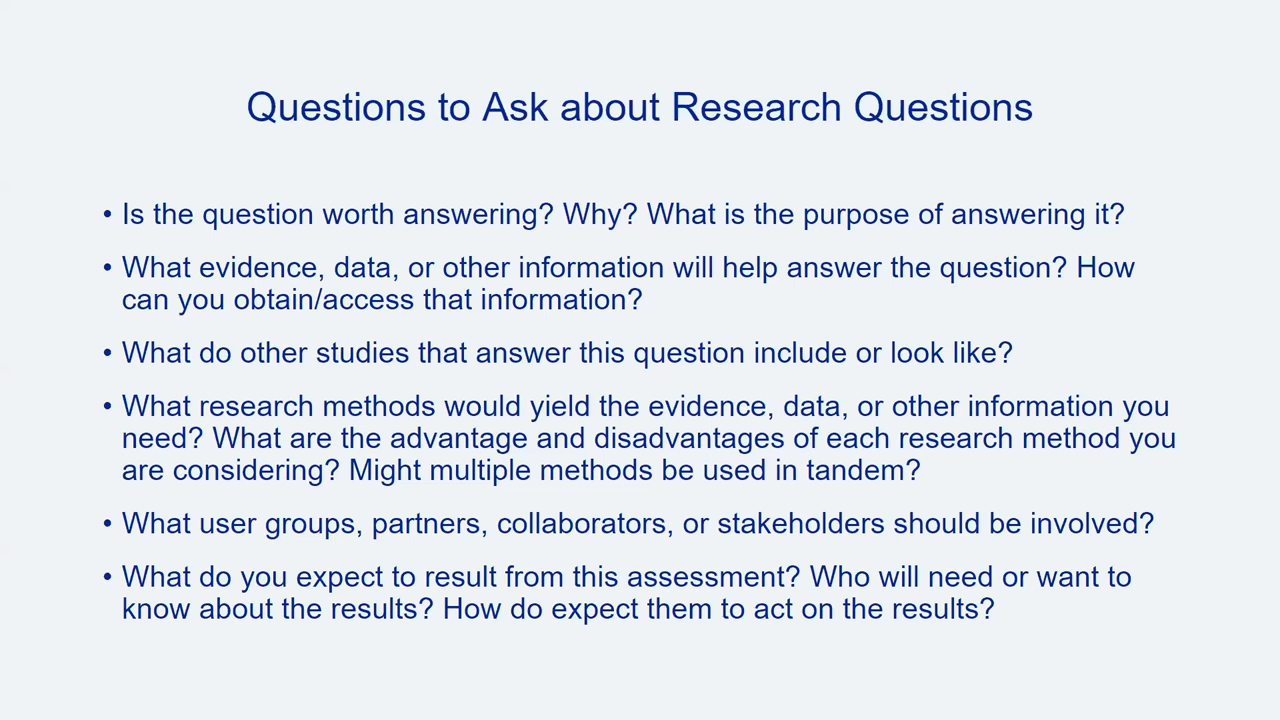 Questions to Ask about Research Questions
• Is the question worth answering? Why? What is the purpose of answering it?
• What evidence, data, or other information will help answer the question? How
can you obtain/access that information?
• What do other studies that answer this question include or look like?
• What research methods would yield the evidence, data, or other information you
need? What are the advantage and disadvantages of each research method you
are considering? Might multiple methods be used in tandem?
• What user groups, partners, collaborators, or stakeholders should be involved?
• What do you expect to result from this assessment? Who will need or want to
know about the results? How do expect them to act on the results?